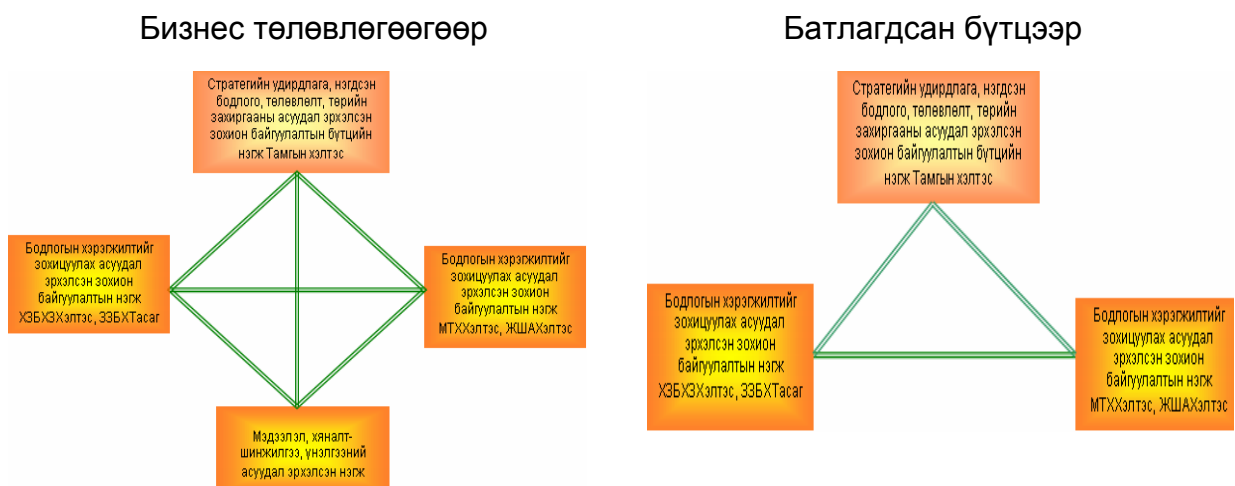 Бизнес төлөвлөгөөгөөр
Стратегийн удирдлага, нэгдсэн
бодлого, төлөвлөлт, төрийн
захиргааны асуудал эрхэлсэн
зохион байгуулалтын бүтцийн
нэгж Тамгын хэлтэс
Бодлогын хэрэгжилтийг
зохицуулах асуудал
эрхэлсэн зохион
байгуулалтын нэгж
ХЗБХЗХэлтэс, ЗЗБХТасаг
Бодлогын хэрэгжилтийг
зохицуулах асуудал
эрхэлсэн зохион
байгуулалтын нэгж
МТХХэлтэс, ЖШАХэлтэс
Мэдээлэл, хяналт-
шинжилгээ, үнэлгээний
асуудал эрхэлсэн нэгж
Батлагдсан бүтцээр
Стратегийн удирдлага, нэгдсэн
бодлого, төлөвлөлт, төрийн
захиргааны асуудал эрхэлсэн
зохион байгуулалтын бүтцийн
нэгж Тамгын хэлтэс
Бодлогын хэрэгжилтийг
зохицуулах асуудал
эрхэлсэн зохион
байгуулалтын нэгж
ХЗБХЗХэлтэс, ЗЗБХТасаг
Бодлогын хэрэгжилтийг
зохицуулах асуудал
эрхэлсэн зохион
байгуулалтын нэгж
МТХХэлтэс, ЖШАХэлтэс